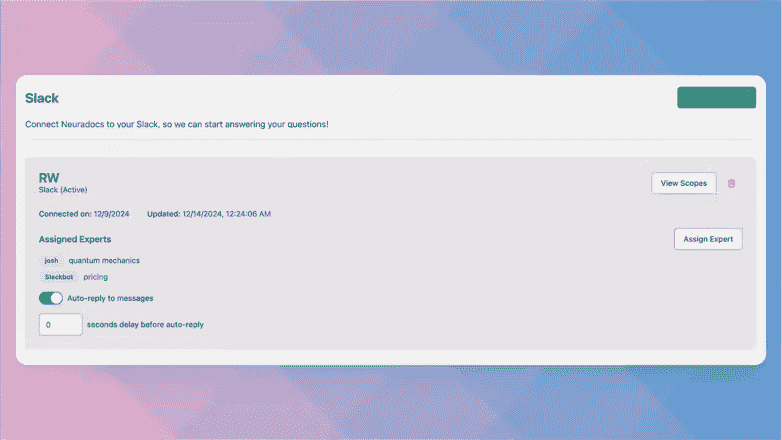 Slack
Connect Neuradocs to your Slack, so we can start answering your questions!
RW
Slack (Active)
View Scopes
Connected on: 12/9/2024 Updated: 12/14/2024, 12:24:06 AM
Assigned Experts
Assign Expert
josh quantum mechanics
Slackbot pricing
Auto-reply to messages
0 seconds delay before auto-reply